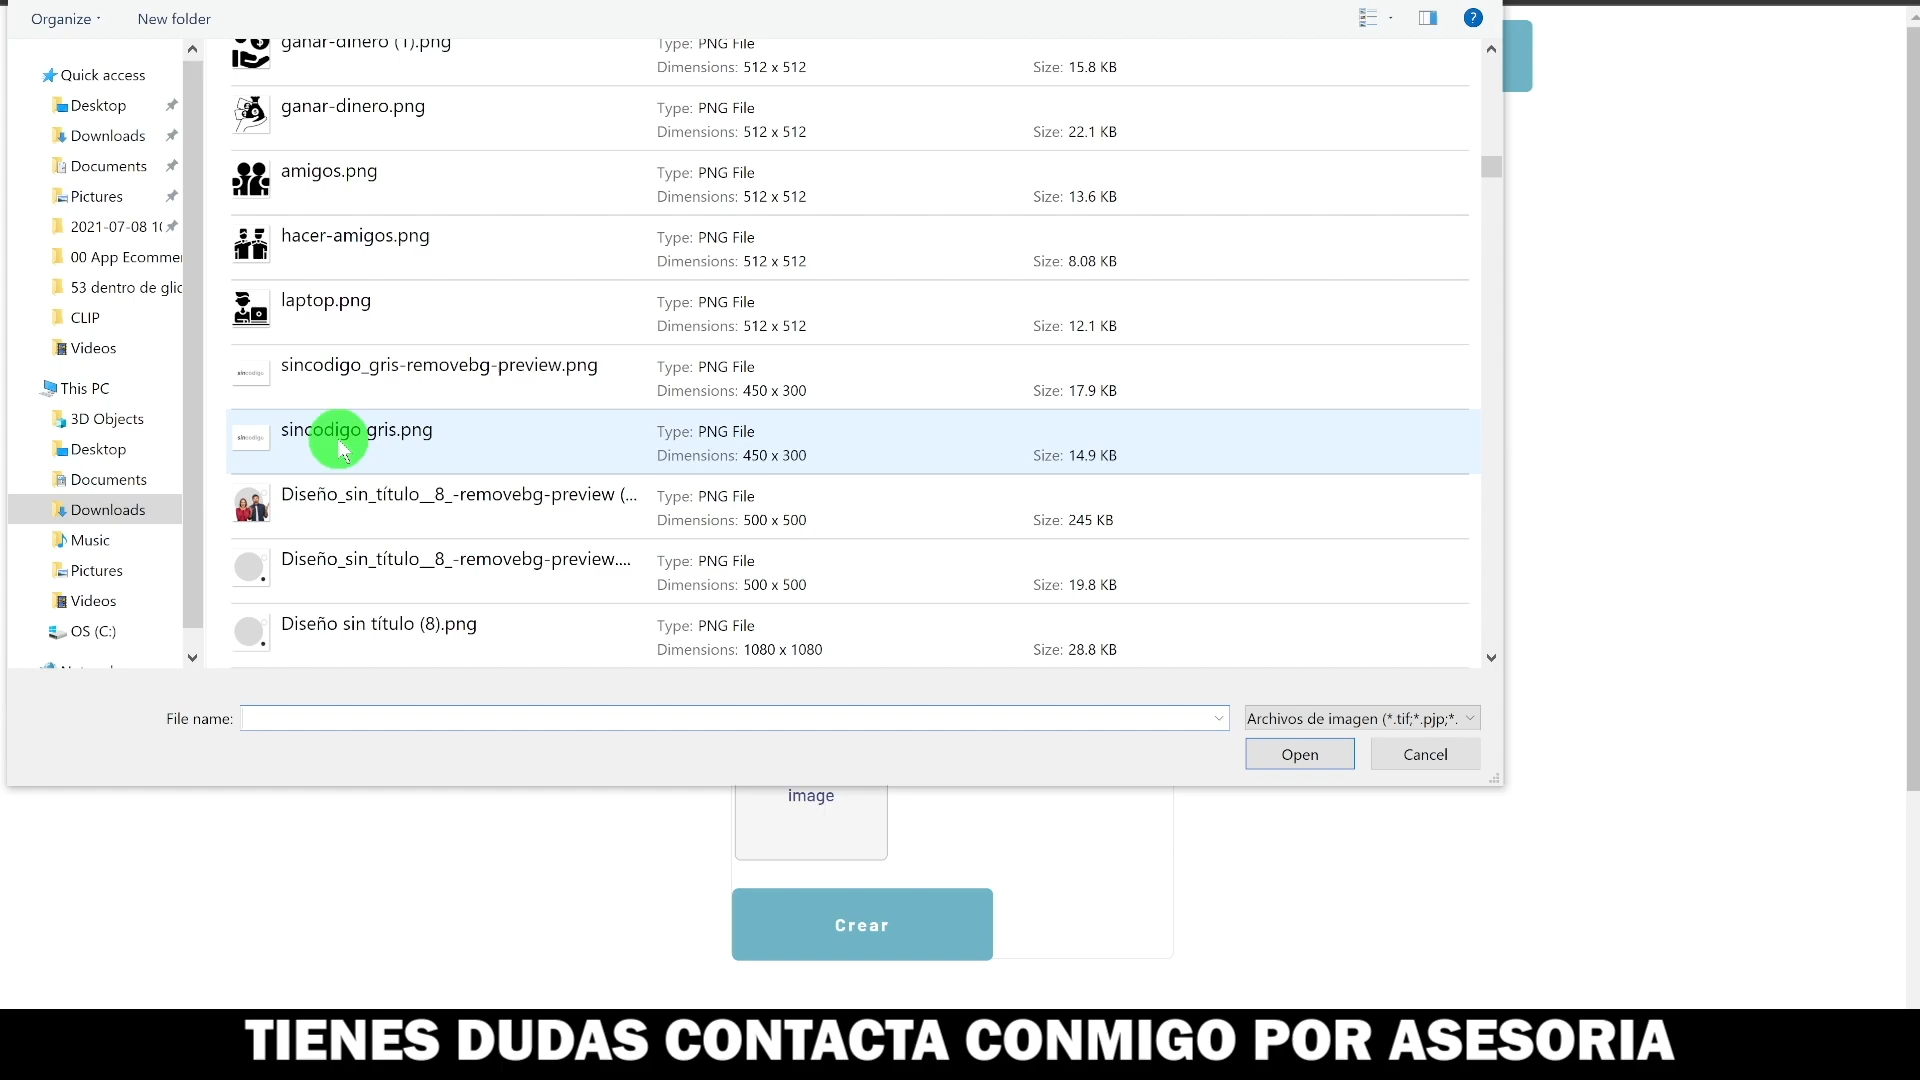 Organize
New folder
Quick access
Desktop
Downloads
Documents
Pictures
2021-07-08 1
00 App Ecommer
53 dentro de glic
CLIP
Videos
This PC
3D Objects
Desktop
Documents
Downloads
Music
Pictures
Videos
OS (C:)
ganar-dinero (1).png
Type: PNG File
Dimensions: 512 x 512
Size: 15.8 KB
ganar-dinero.png
Type: PNG File
Dimensions: 512 x 512
Size: 22.1 KB
amigos.png
Type: PNG File
Dimensions: 512 x 512
Size: 13.6 KB
hacer-amigos.png
Type: PNG File
Dimensions: 512 x 512
Size: 8.08 KB
laptop.png
Type: PNG File
Dimensions: 512 x 512
Size: 12.1 KB
sincodigo
sincodigo_gris-removebg-preview.png
Type: PNG File
Dimensions: 450 x 300
Size: 17.9 KB
sincodigo
sincodigo gris.png
Type: PNG File
Dimensions: 450 x 300
Size: 14.9 KB
Diseño_sin_título__8_-removebg-preview (...
Type: PNG File
Dimensions: 500 x 500
Size: 245 KB
Diseño_sin_título__8_-removebg-preview....
Type: PNG File
Dimensions: 500 x 500
Size: 19.8 KB
Diseño sin título (8).png
Type: PNG File
Dimensions: 1080 x 1080
Size: 28.8 KB
File name:
Archivos de imagen (*.tif;*.pjp;*.
Open
Cancel
image
Crear
TIENES DUDAS CONTACTA CONMIGO POR ASESORIA